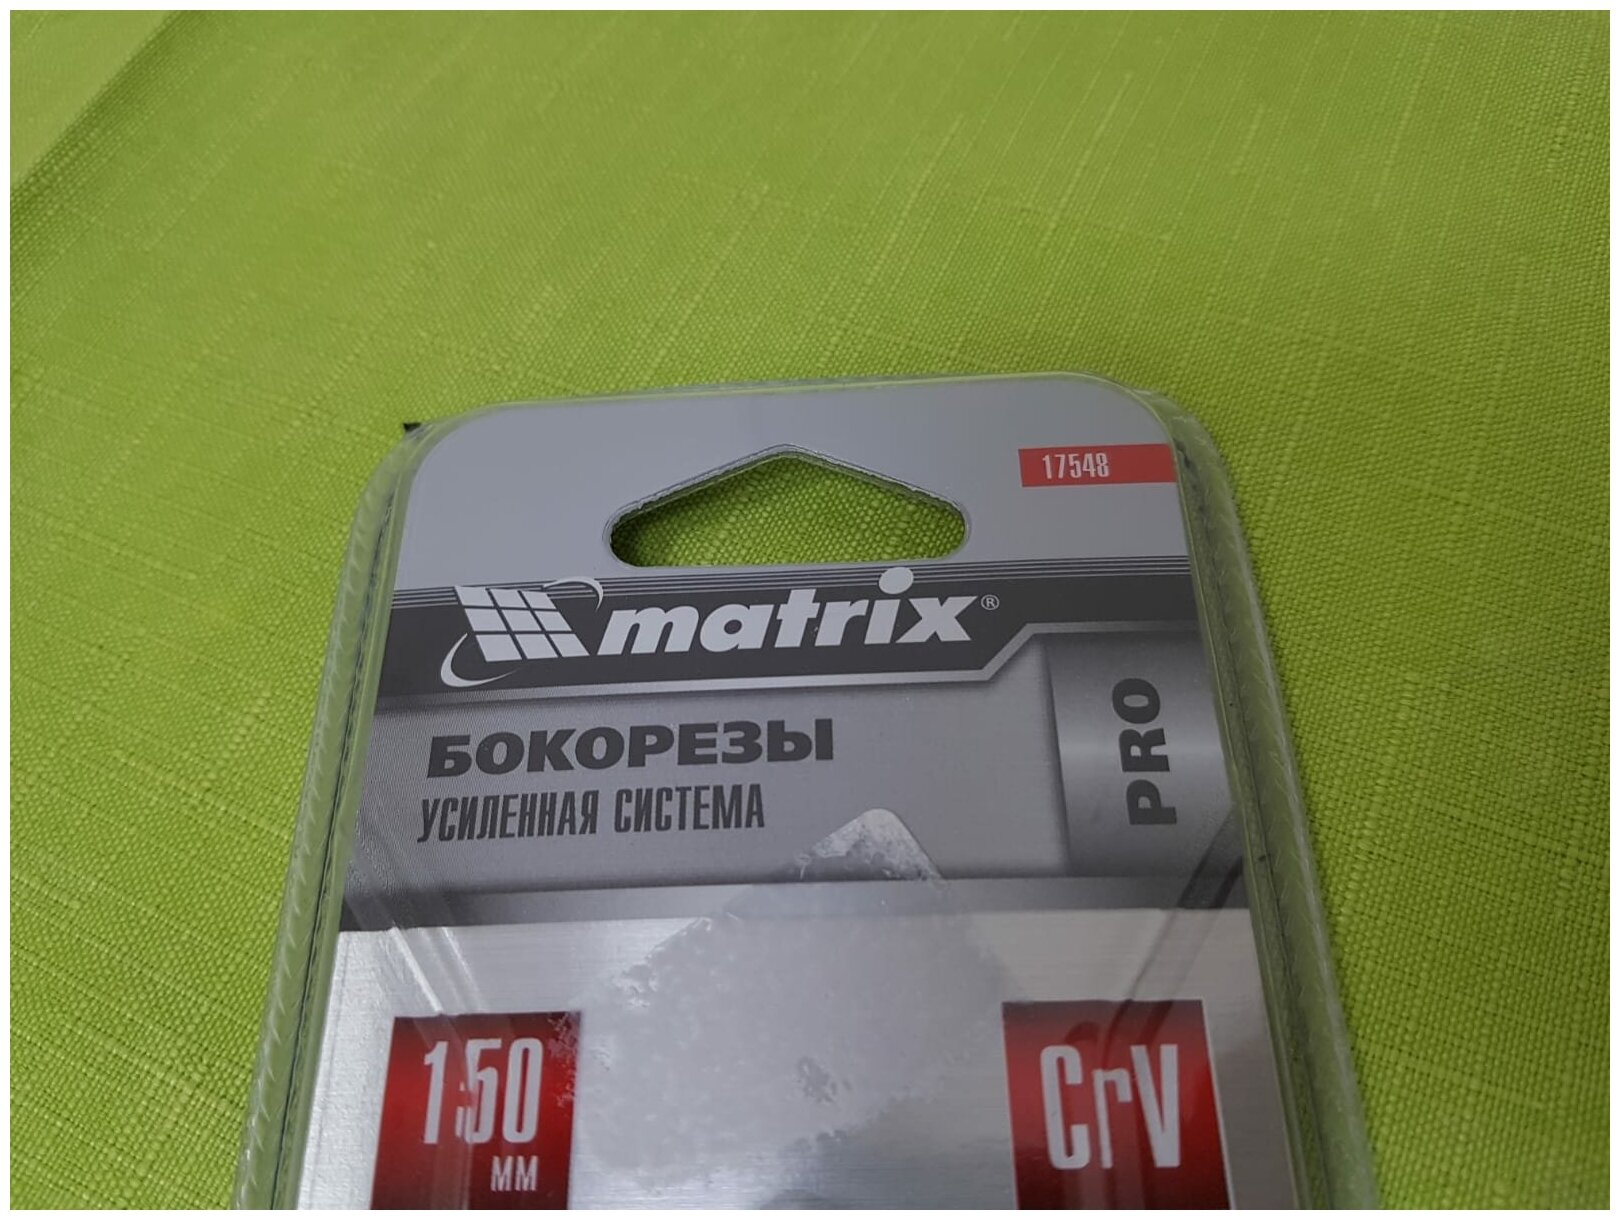 17548
matrix®
PRO
БОКОРЕЗЫ
УСИЛЕННАЯ СИСТЕМА
150
мм
CrV